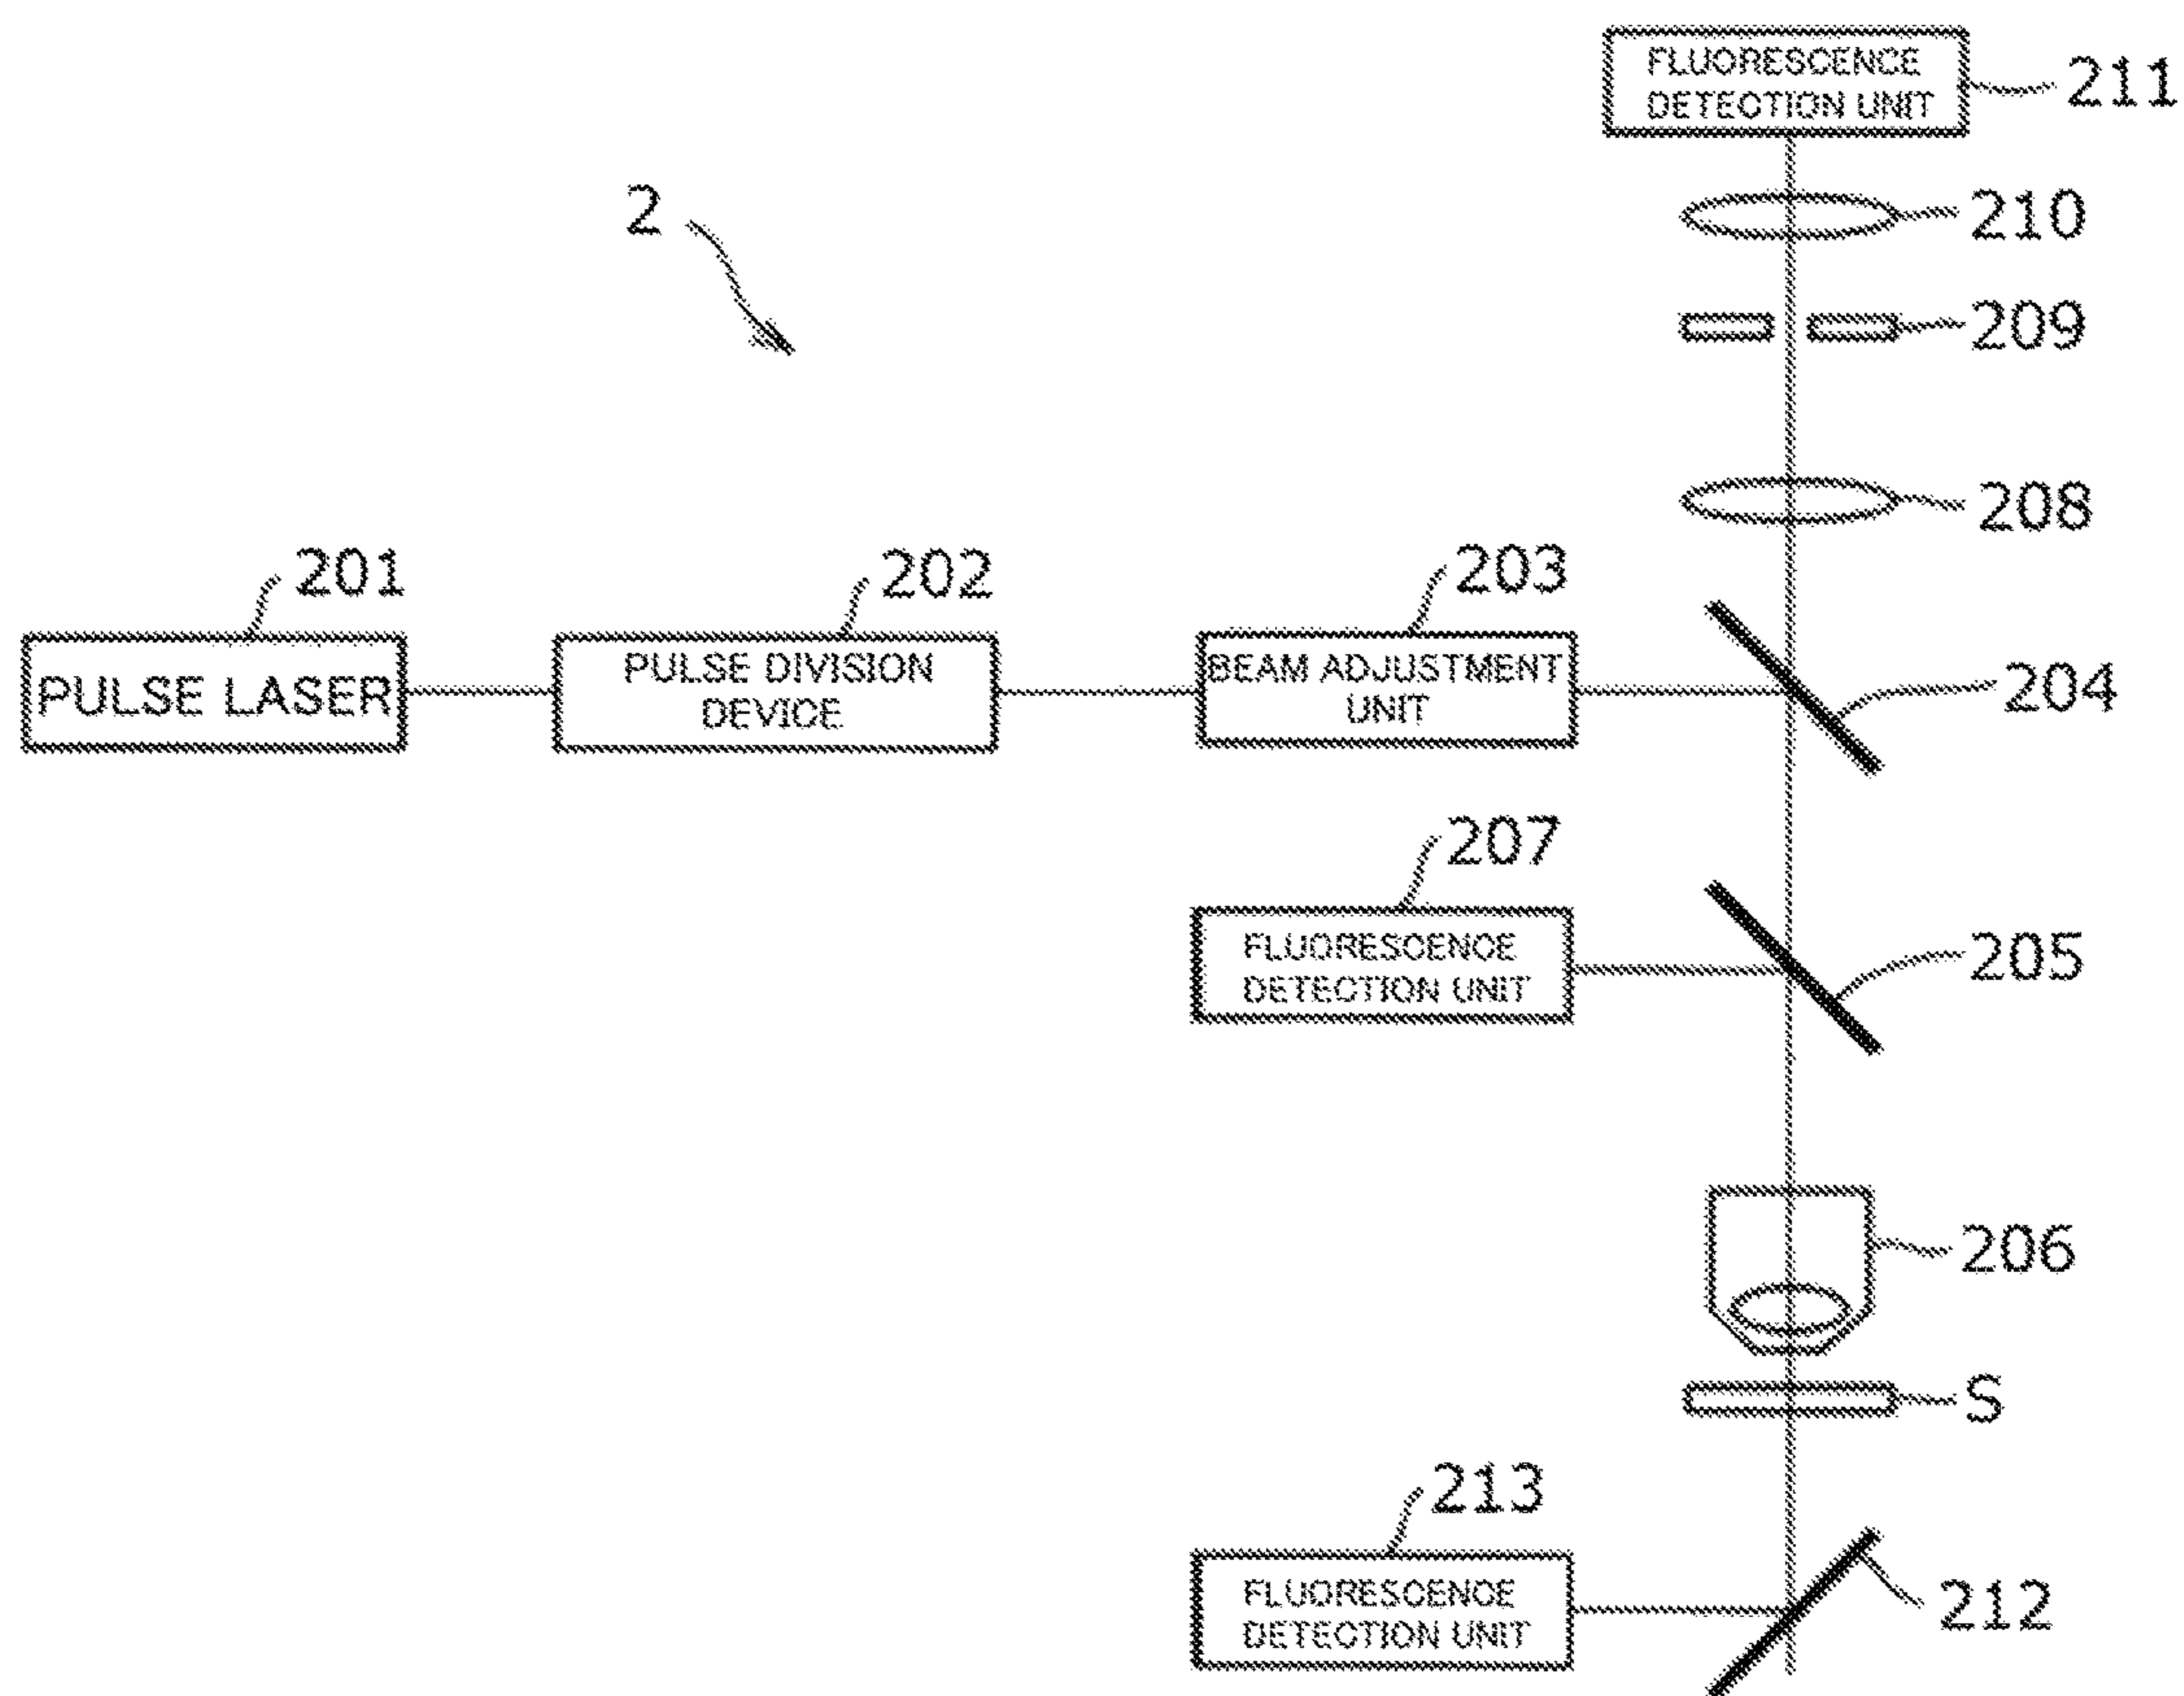 FLUORESCENCE
DETECTION UNIT
211
2
210
209
208
201
202
203
PULSE LASER
PULSE DIVISION
DEVICE
BEAM ADJUSTMENT
UNIT
204
207
FLUORESCENCE
DETECTION UNIT
205
206
S
213
FLUORESCENCE
DETECTION UNIT
212